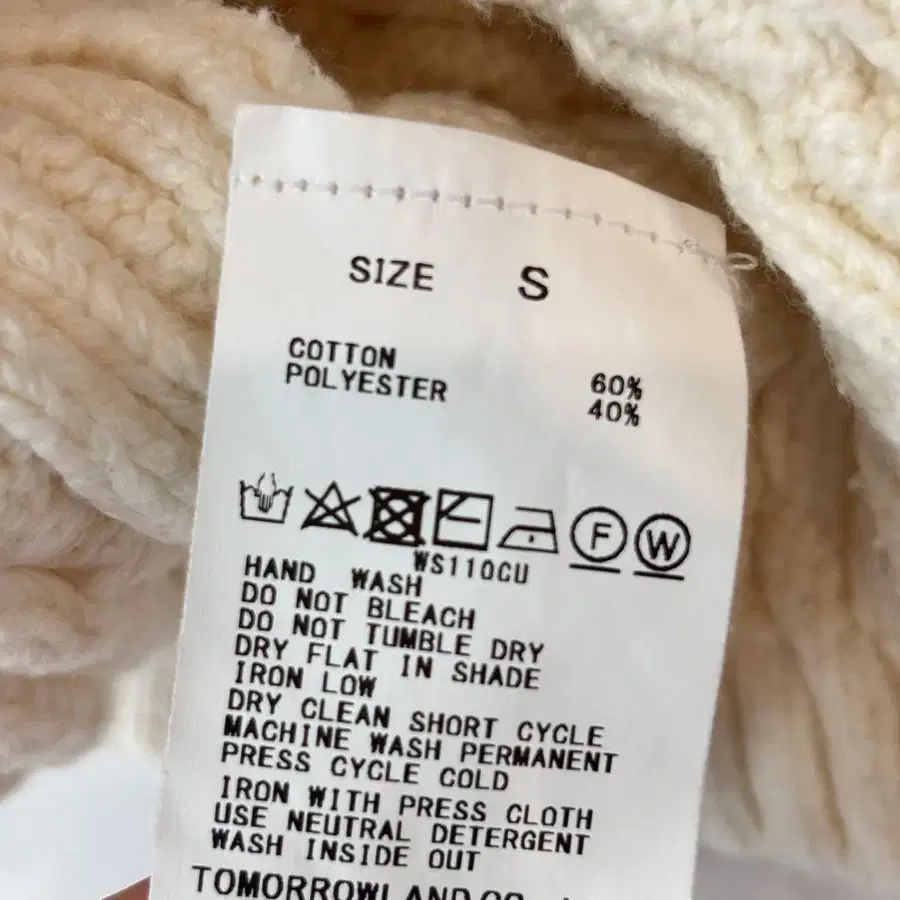 SIZE S
COTTON 60%
POLYESTER 40%
F W
WS110CU
HAND WASH
DO NOT BLEACH
DO NOT TUMBLE DRY
DRY FLAT IN SHADE
IRON LOW
DRY CLEAN SHORT CYCLE
MACHINE WASH PERMANENT
PRESS CYCLE COLD
IRON WITH PRESS CLOTH
USE NEUTRAL DETERGENT
WASH INSIDE OUT
TOMORROWLAND CO